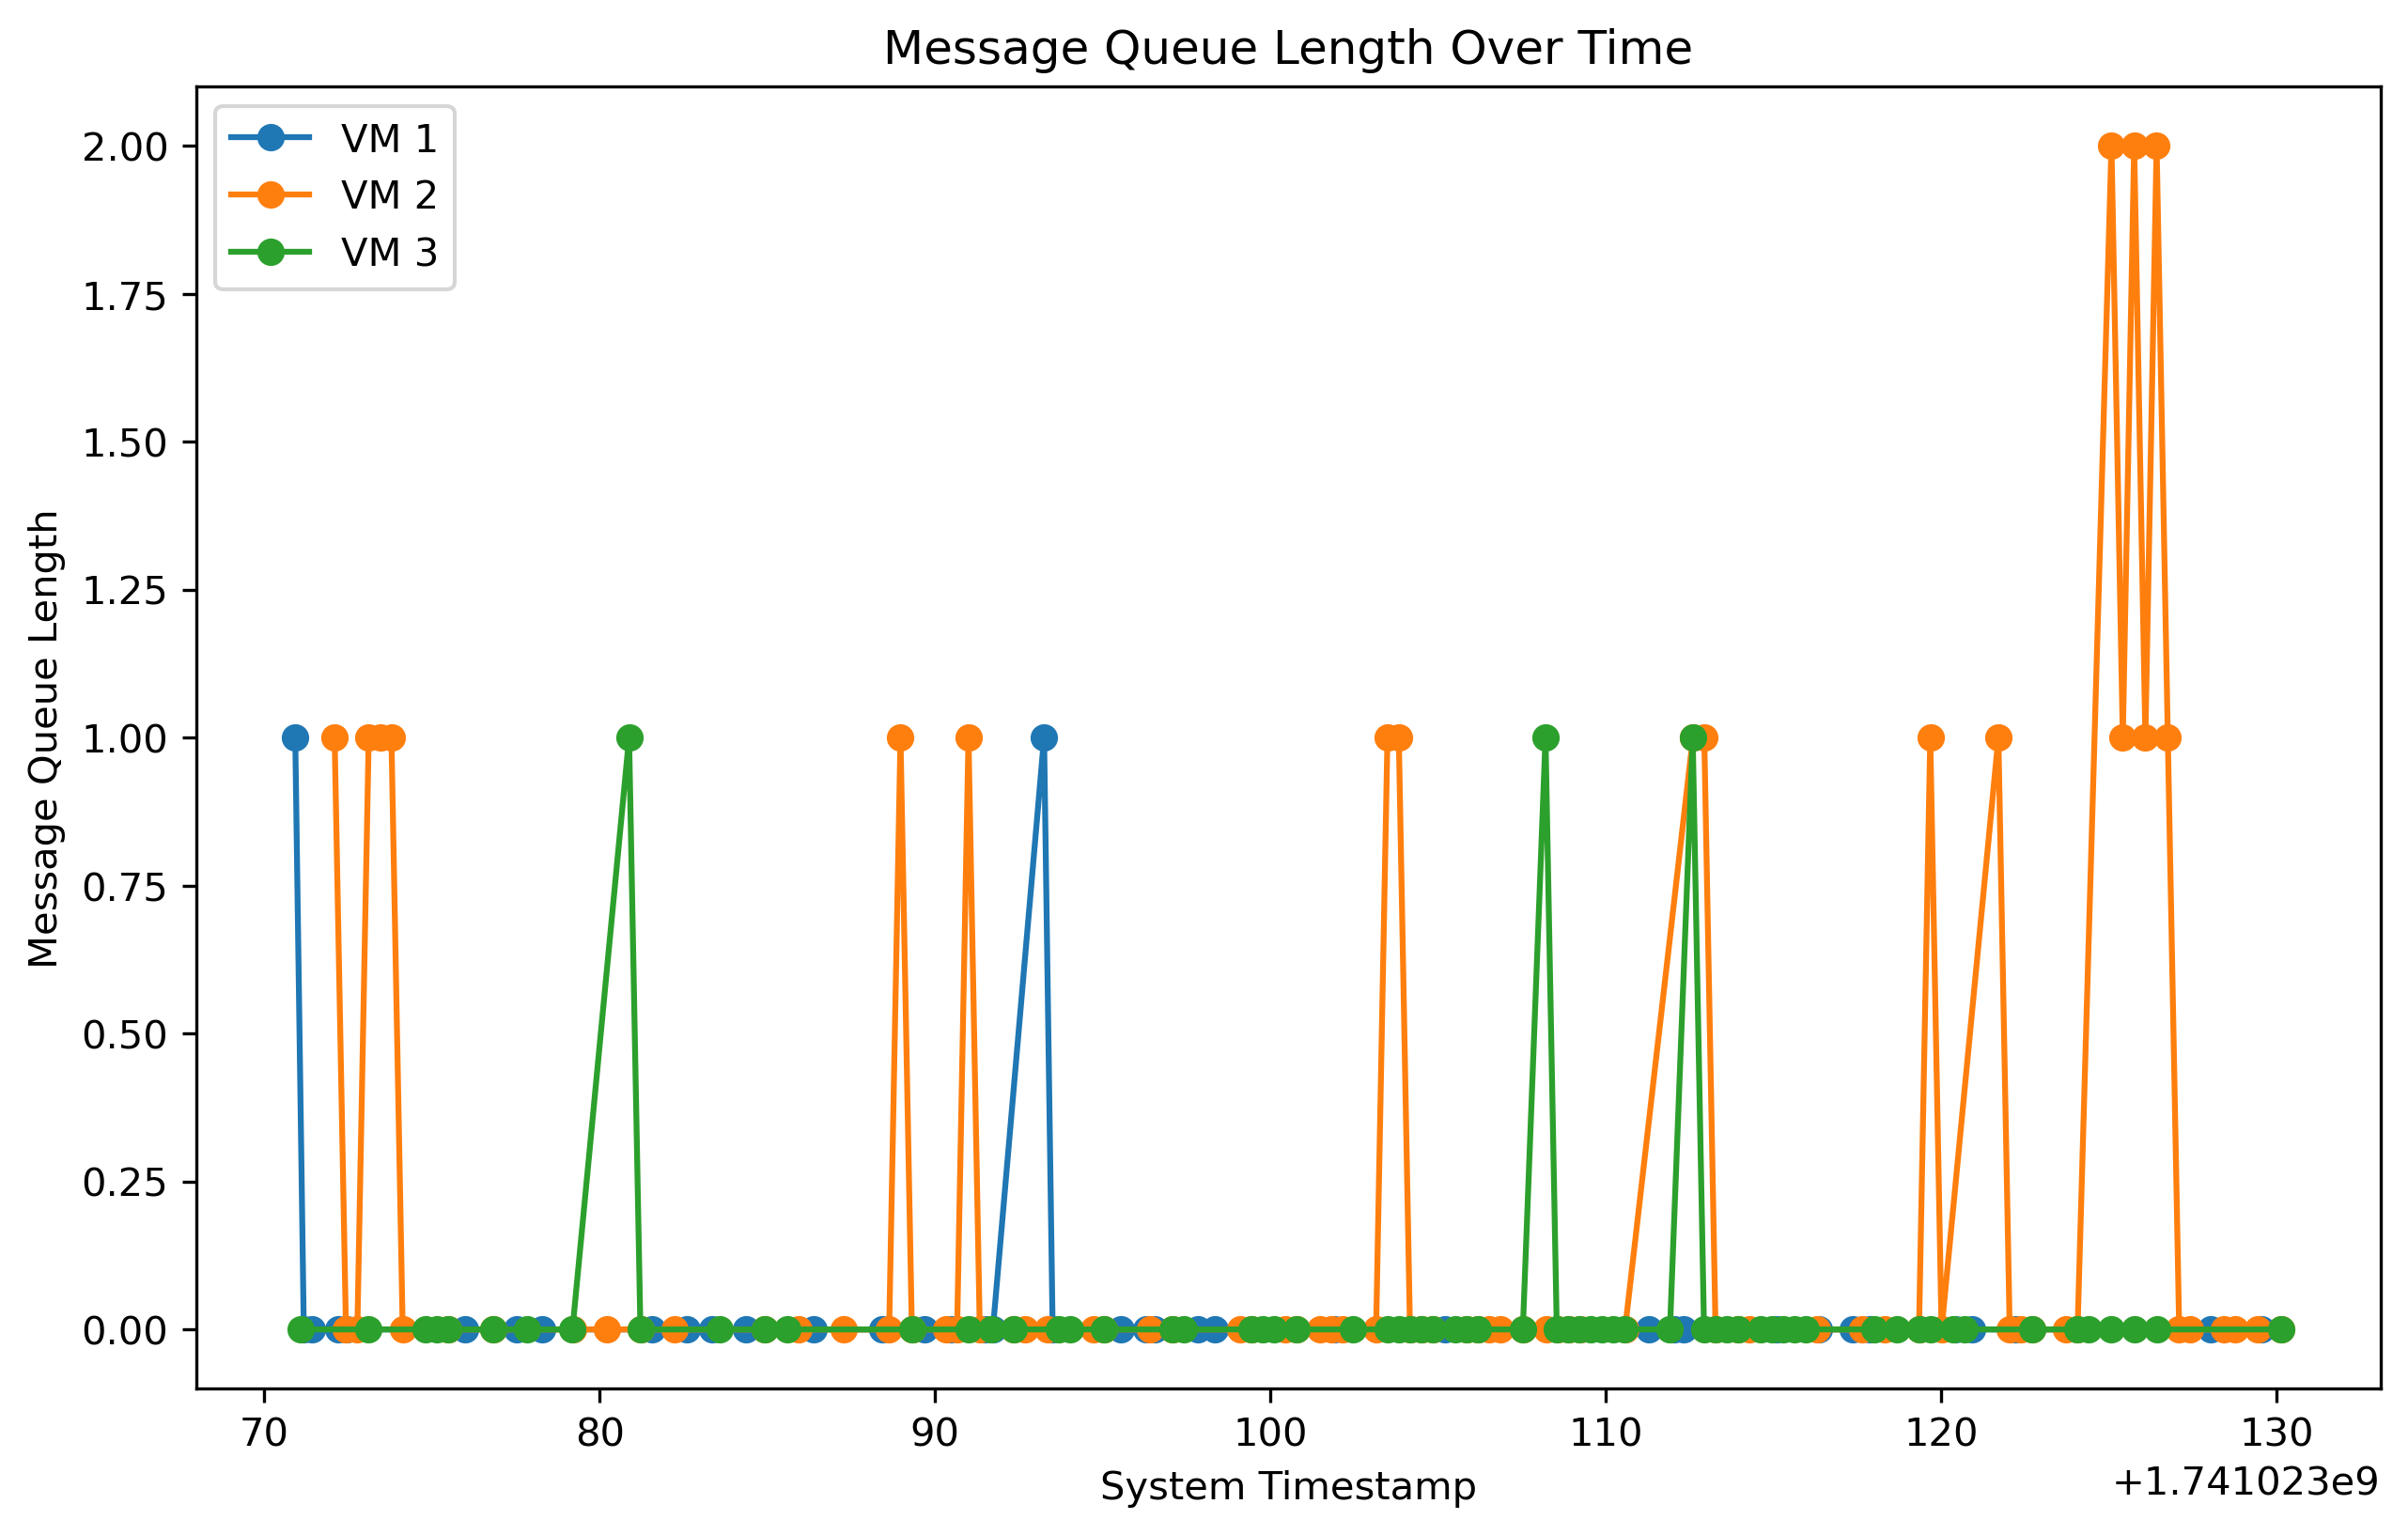 Message Queue Length Over Time
VM 1
VM 2
VM 3
2.00
1.75
1.50
1.25
1.00
0.75
0.50
0.25
0.00
Message Queue Length
70 80 90 100 110 120 130
System Timestamp
+1.741023e9